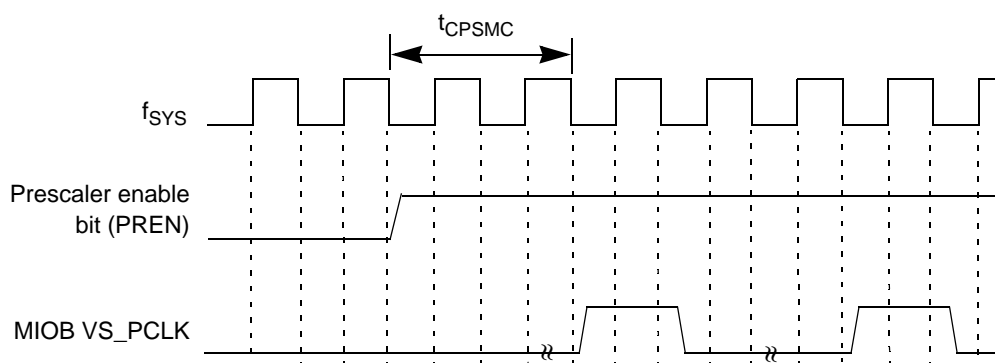 tCPSMC
fSYS
Prescaler enable
bit (PREN)
MIOB VS_PCLK